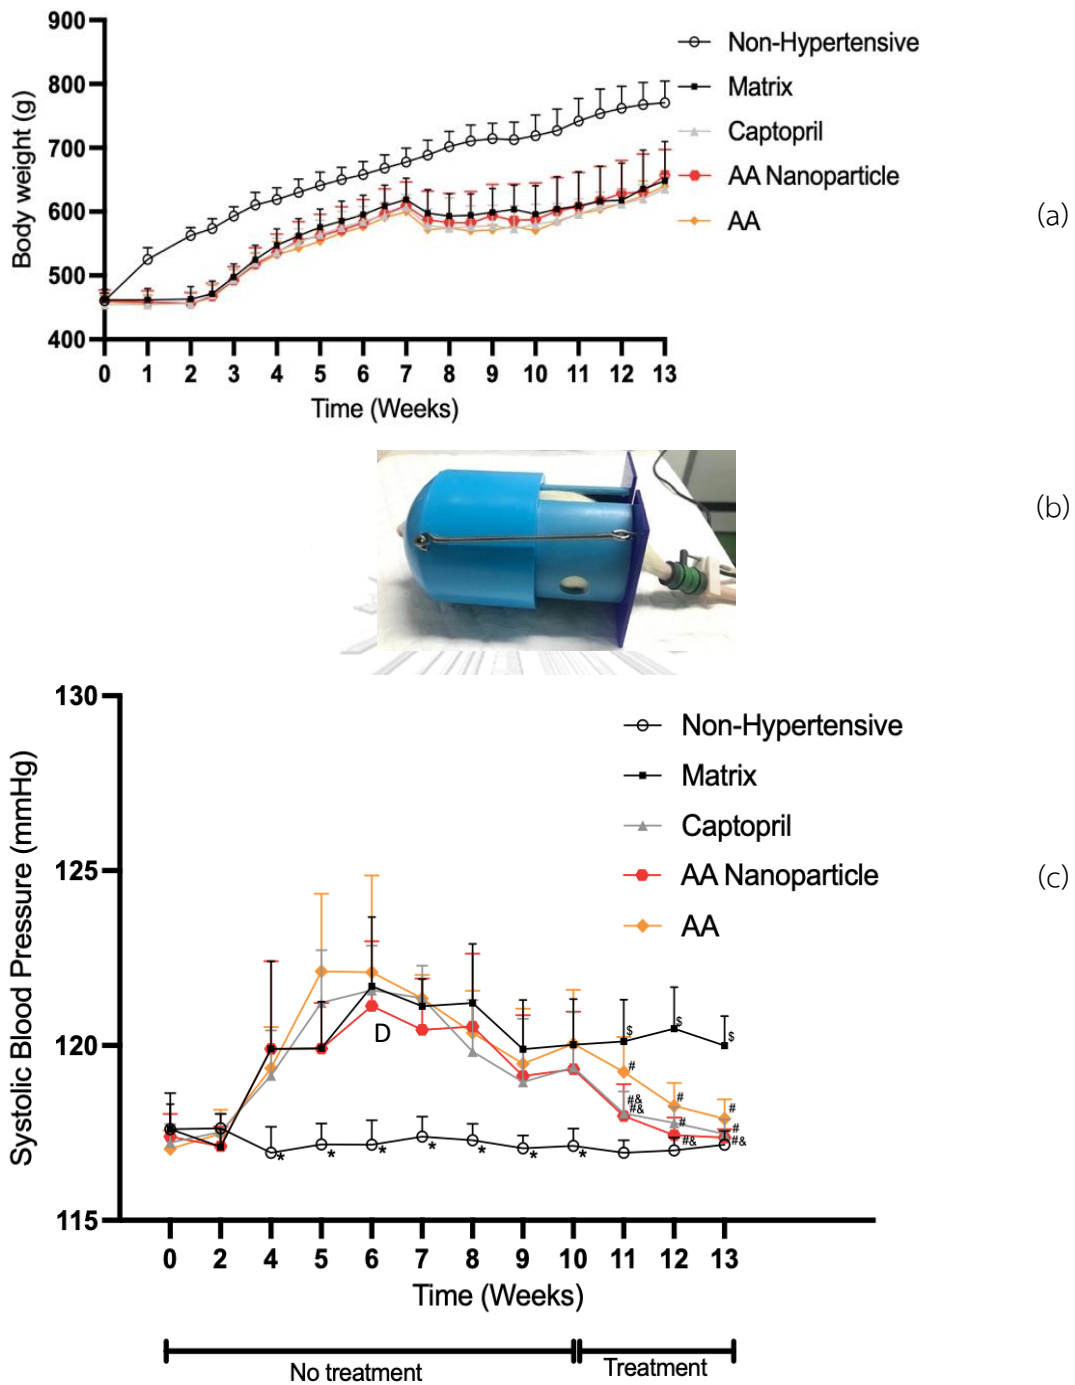 900
800
700
600
500
400
Body weight (g)
0 1 2 3 4 5 6 7 8 9 10 11 12 13
Time (Weeks)
Non-Hypertensive
Matrix
Captopril
AA Nanoparticle
AA
(a)
(b)
130
125
120
115
Systolic Blood Pressure (mmHg)
Non-Hypertensive
Matrix
Captopril
AA Nanoparticle
AA
(c)
D
$ $ $
# # #
#&
#&
#
#&
#
#&
* * * * * * *
0 2 4 5 6 7 8 9 10 11 12 13
Time (Weeks)
No treatment
Treatment